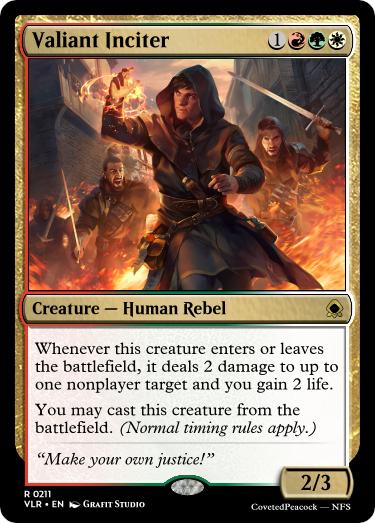 Valiant Inciter 1
Creature — Human Rebel
Whenever this creature enters or leaves
the battlefield, it deals 2 damage to up to
one nonplayer target and you gain 2 life.
You may cast this creature from the
battlefield. (Normal timing rules apply.)
“Make your own justice!”
2/3
R 0211
VLR • EN Grafit Studio
CovetedPeacock — NFS